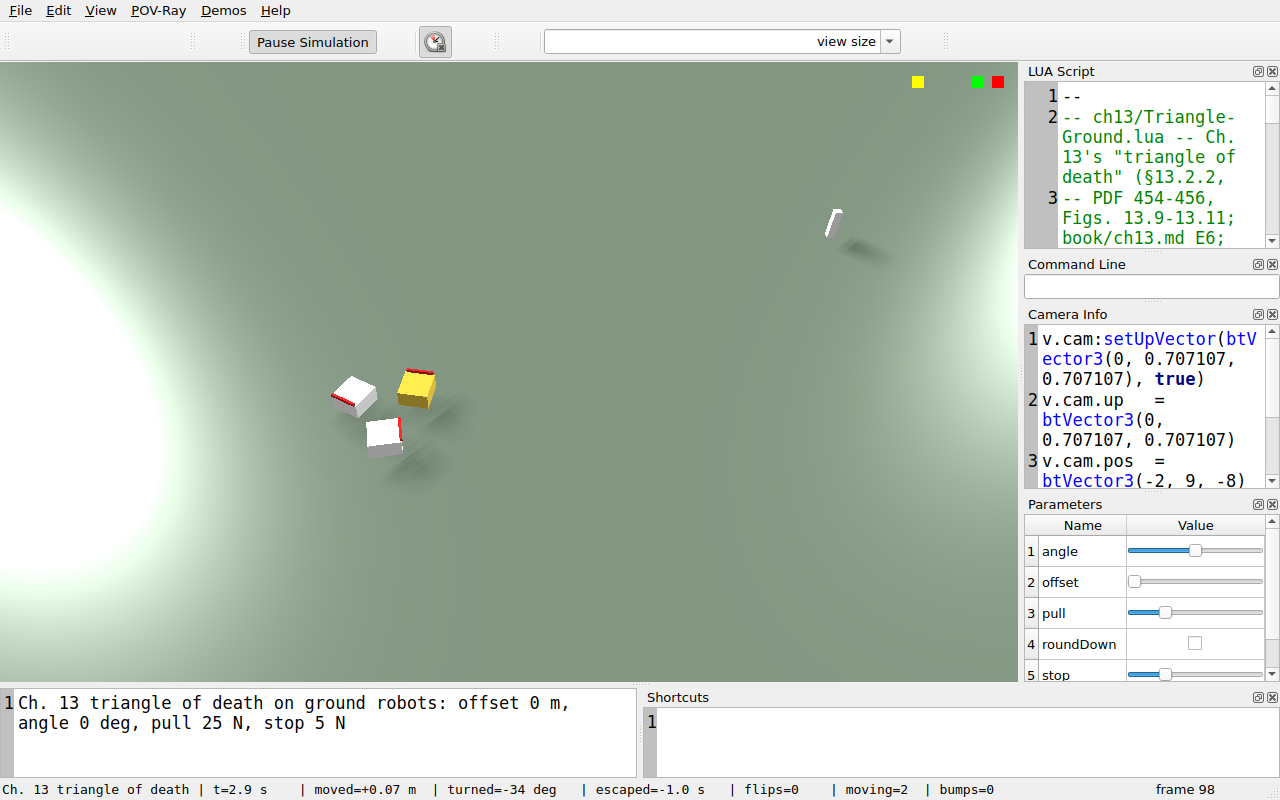 File Edit View POV-Ray Demos Help
Pause Simulation
view size
LUA Script
1 --
2 -- ch13/Triangle-
Ground.lua -- Ch.
13's "triangle of
death" (§13.2.2,
3 -- PDF 454-456,
Figs. 13.9-13.11;
book/ch13.md E6;
Command Line
Camera Info
1 v.cam:setUpVector(btV
ector3(0, 0.707107,
0.707107), true)
2 v.cam.up   =
btVector3(0,
0.707107, 0.707107)
3 v.cam.pos  =
btVector3(-2, 9, -8)
Parameters
Name Value
1 angle
2 offset
3 pull
4 roundDown
5 stop
1 Ch. 13 triangle of death on ground robots: offset 0 m,
angle 0 deg, pull 25 N, stop 5 N
Shortcuts
1
Ch. 13 triangle of death | t=2.9 s    | moved=+0.07 m  | turned=-34 deg   | escaped=-1.0 s   | flips=0    | moving=2  | bumps=0 frame 98